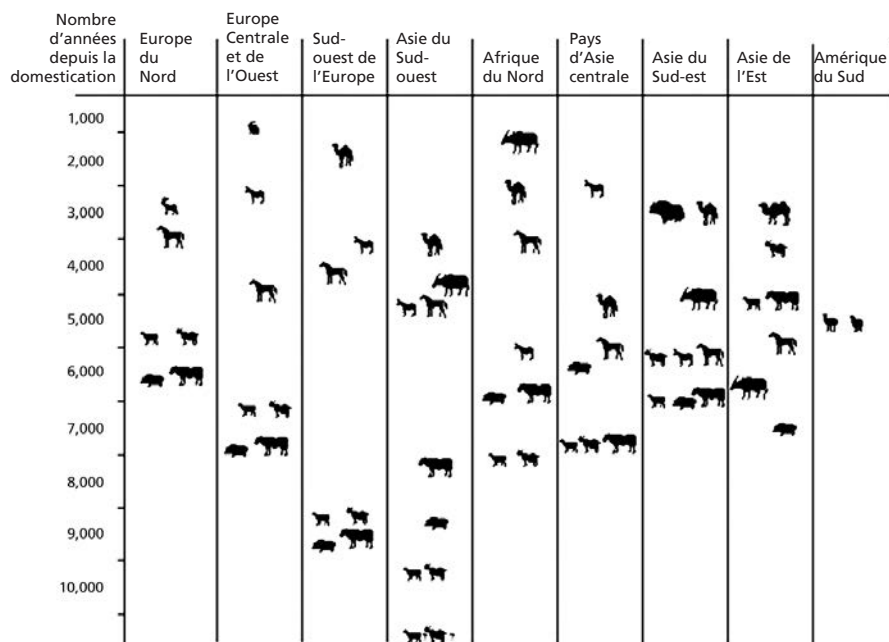 Nombre
d’années
depuis la
domestication
Europe
du
Nord
Europe
Centrale
et de
l’Ouest
Sud-
ouest de
l’Europe
Asie du
Sud-
ouest
Afrique
du Nord
Pays
d’Asie
centrale
Asie du
Sud-est
Asie de
l’Est
Amérique
du Sud
1,000
2,000
3,000
4,000
5,000
6,000
7,000
8,000
9,000
10,000